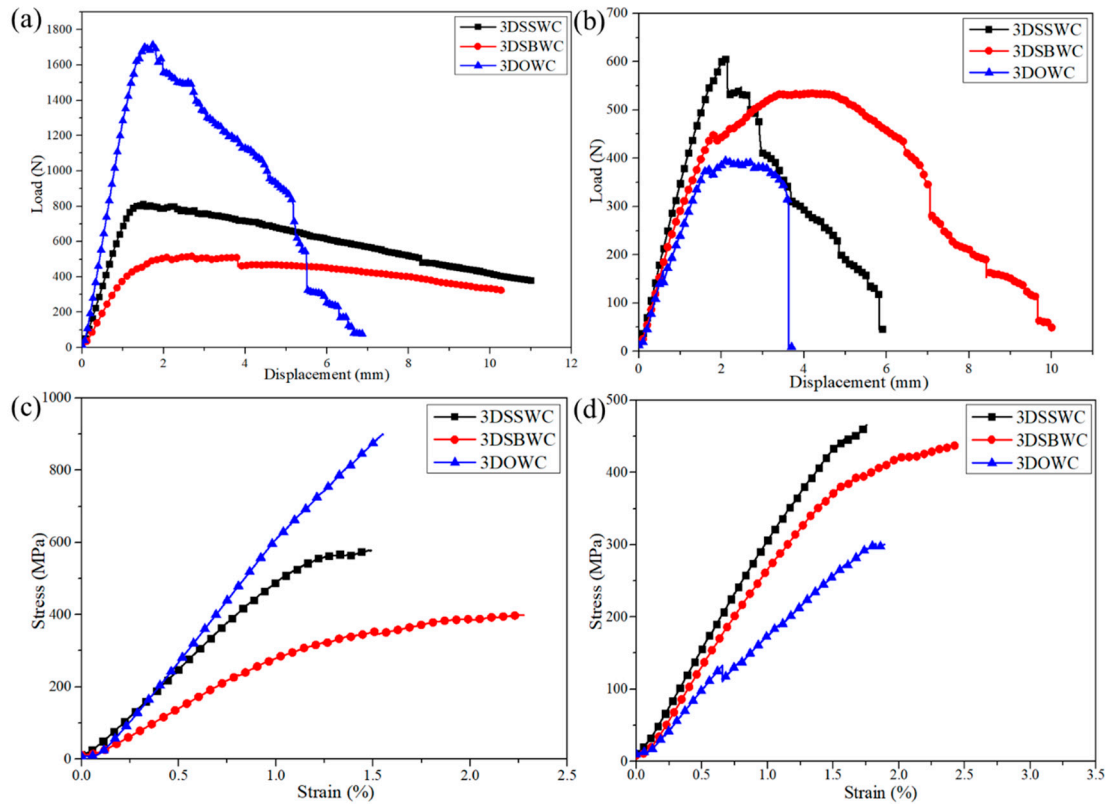 (a)
1800
1600
1400
1200
1000
800
600
400
200
0
Load (N)
0 2 4 6 8 10 12
Displacement (mm)
3DSSWC
3DSBWC
3DOWC
(b)
700
600
500
400
300
200
100
0
Load (N)
0 2 4 6 8 10
Displacement (mm)
3DSSWC
3DSBWC
3DOWC
(c)
1000
800
600
400
200
0
Stress (MPa)
0.0 0.5 1.0 1.5 2.0 2.5
Strain (%)
3DSSWC
3DSBWC
3DOWC
(d)
500
400
300
200
100
0
Stress (MPa)
0.0 0.5 1.0 1.5 2.0 2.5 3.0 3.5
Strain (%)
3DSSWC
3DSBWC
3DOWC